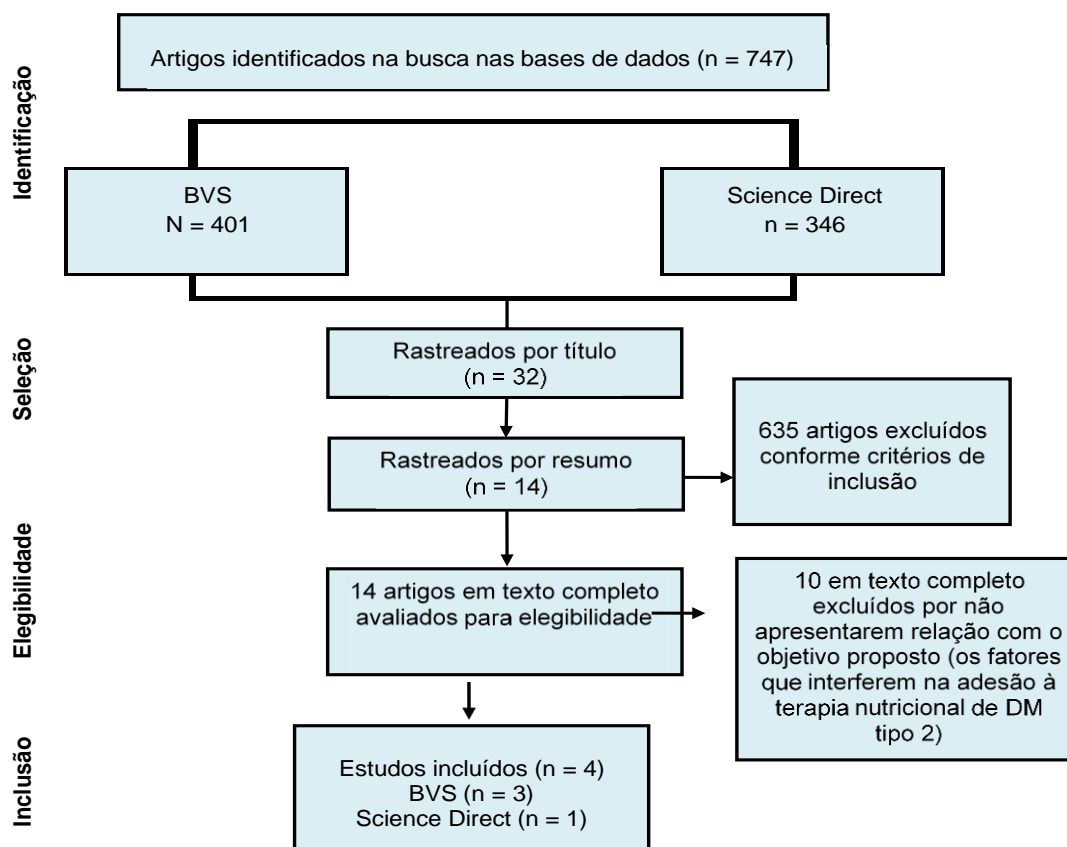 Identificação
Artigos identificados na busca nas bases de dados (n = 747)
BVS
N = 401
Science Direct
n = 346
Seleção
Rastreados por título
(n = 32)
Rastreados por resumo
(n = 14)
635 artigos excluídos
conforme critérios de
inclusão
Elegibilidade
14 artigos em texto completo
avaliados para elegibilidade
10 em texto completo
excluídos por não
apresentarem relação com o
objetivo proposto (os fatores
que interferem na adesão à
terapia nutricional de DM
tipo 2)
Inclusão
Estudos incluídos (n = 4)
BVS (n = 3)
Science Direct (n = 1)